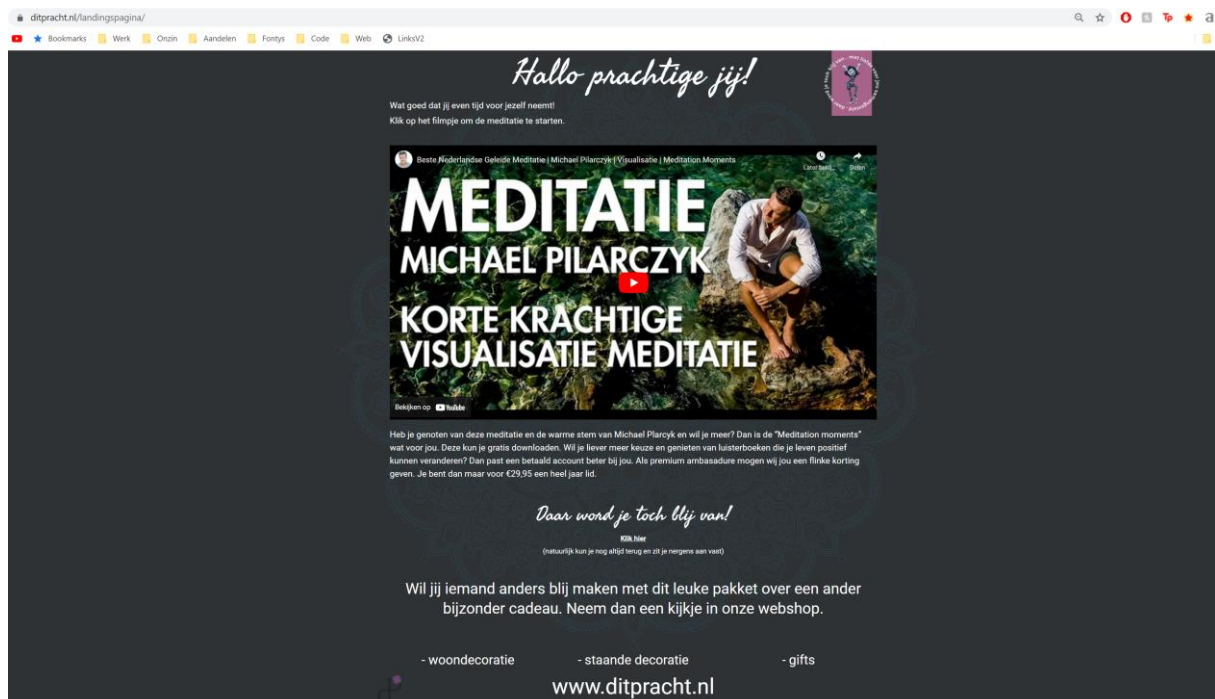 ditpracht.nl/landingspagina/
Bookmarks Werk Onzin Aandelen Fontys Code Web LinksV2
Hallo prachtige jij!
Wat goed dat jij even tijd voor jezelf neemt!
Klik op het filmpje om de meditatie te starten.
Beste Nederlandse Geleide Meditatie | Michael Pilarczyk | Visualisatie | Meditation Moments
Later bekij... Delen
MEDITATIE
MICHAEL PILARCZYK
KORTE KRACHTIGE
VISUALISATIE MEDITATIE
Bekijken op YouTube
Heb je genoten van deze meditatie en de warme stem van Michael Plarcyk en wil je meer? Dan is de "Meditation moments"
wat voor jou. Deze kun je gratis downloaden. Wil je liever meer keuze en genieten van luisterboeken die je leven positief
kunnen veranderen? Dan past een betaald account beter bij jou. Als premium ambasadure mogen wij jou een flinke korting
geven. Je bent dan maar voor €29,95 een heel jaar lid.
Daar word je toch blij van!
Klik hier
(natuurlijk kun je nog altijd terug en zit je nergens aan vast)
Wil jij iemand anders blij maken met dit leuke pakket over een ander
bijzonder cadeau. Neem dan een kijkje in onze webshop.
- woondecoratie - staande decoratie - gifts
www.ditpracht.nl